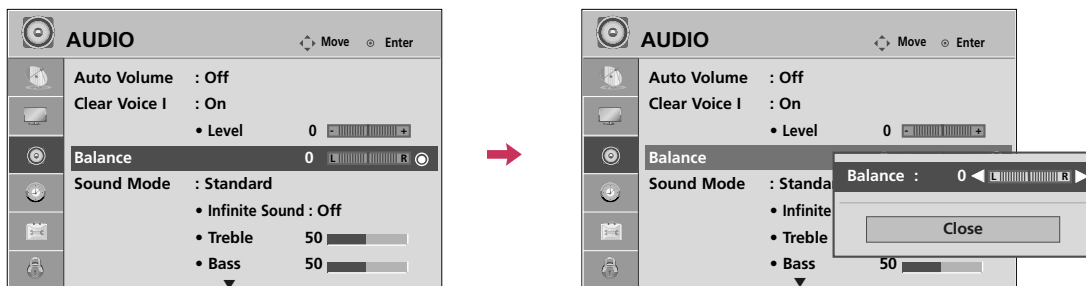 AUDIO
Move Enter
Auto Volume : Off
Clear Voice I : On
• Level 0 - +
Balance 0 L R
Sound Mode : Standard
• Infinite Sound : Off
• Treble 50
• Bass 50
AUDIO
Move Enter
Auto Volume : Off
Clear Voice I : On
• Level 0 - +
Balance
Sound Mode : Standa
• Infinite
• Treble
• Bass 50
Balance : 0 L R
Close